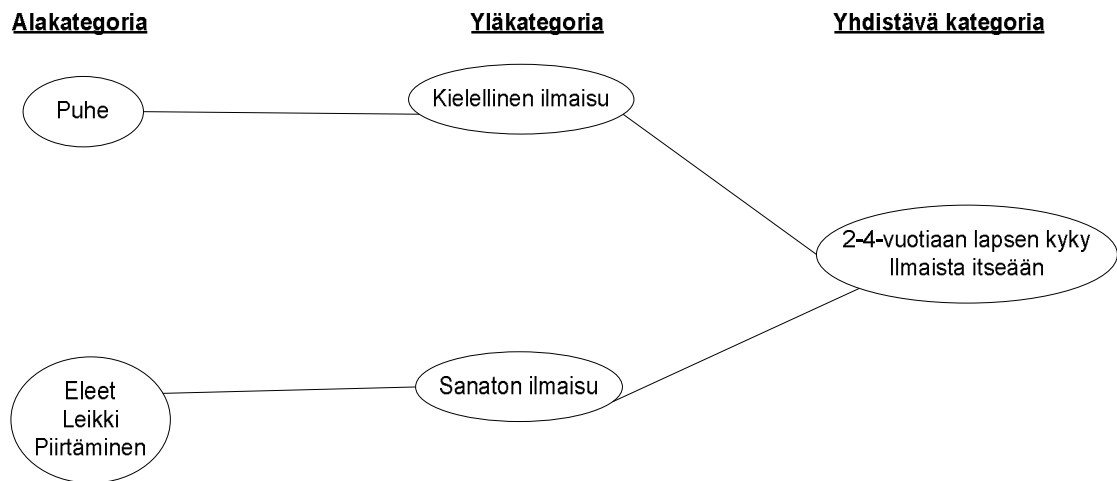 Alakategoria
Yläkategoria
Yhdistävä kategoria
Puhe
Kielellinen ilmaisu
2-4-vuotiaan lapsen kyky
Ilmaista itseään
Eleet
Leikki
Piirtäminen
Sanaton ilmaisu